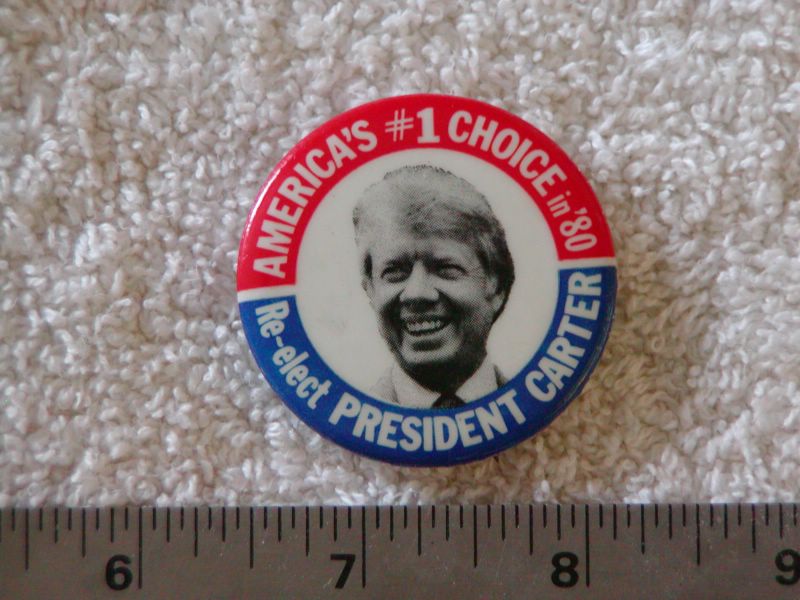 AMERICA'S #1 CHOICE in '80
Re-elect PRESIDENT CARTER
6 7 8 9